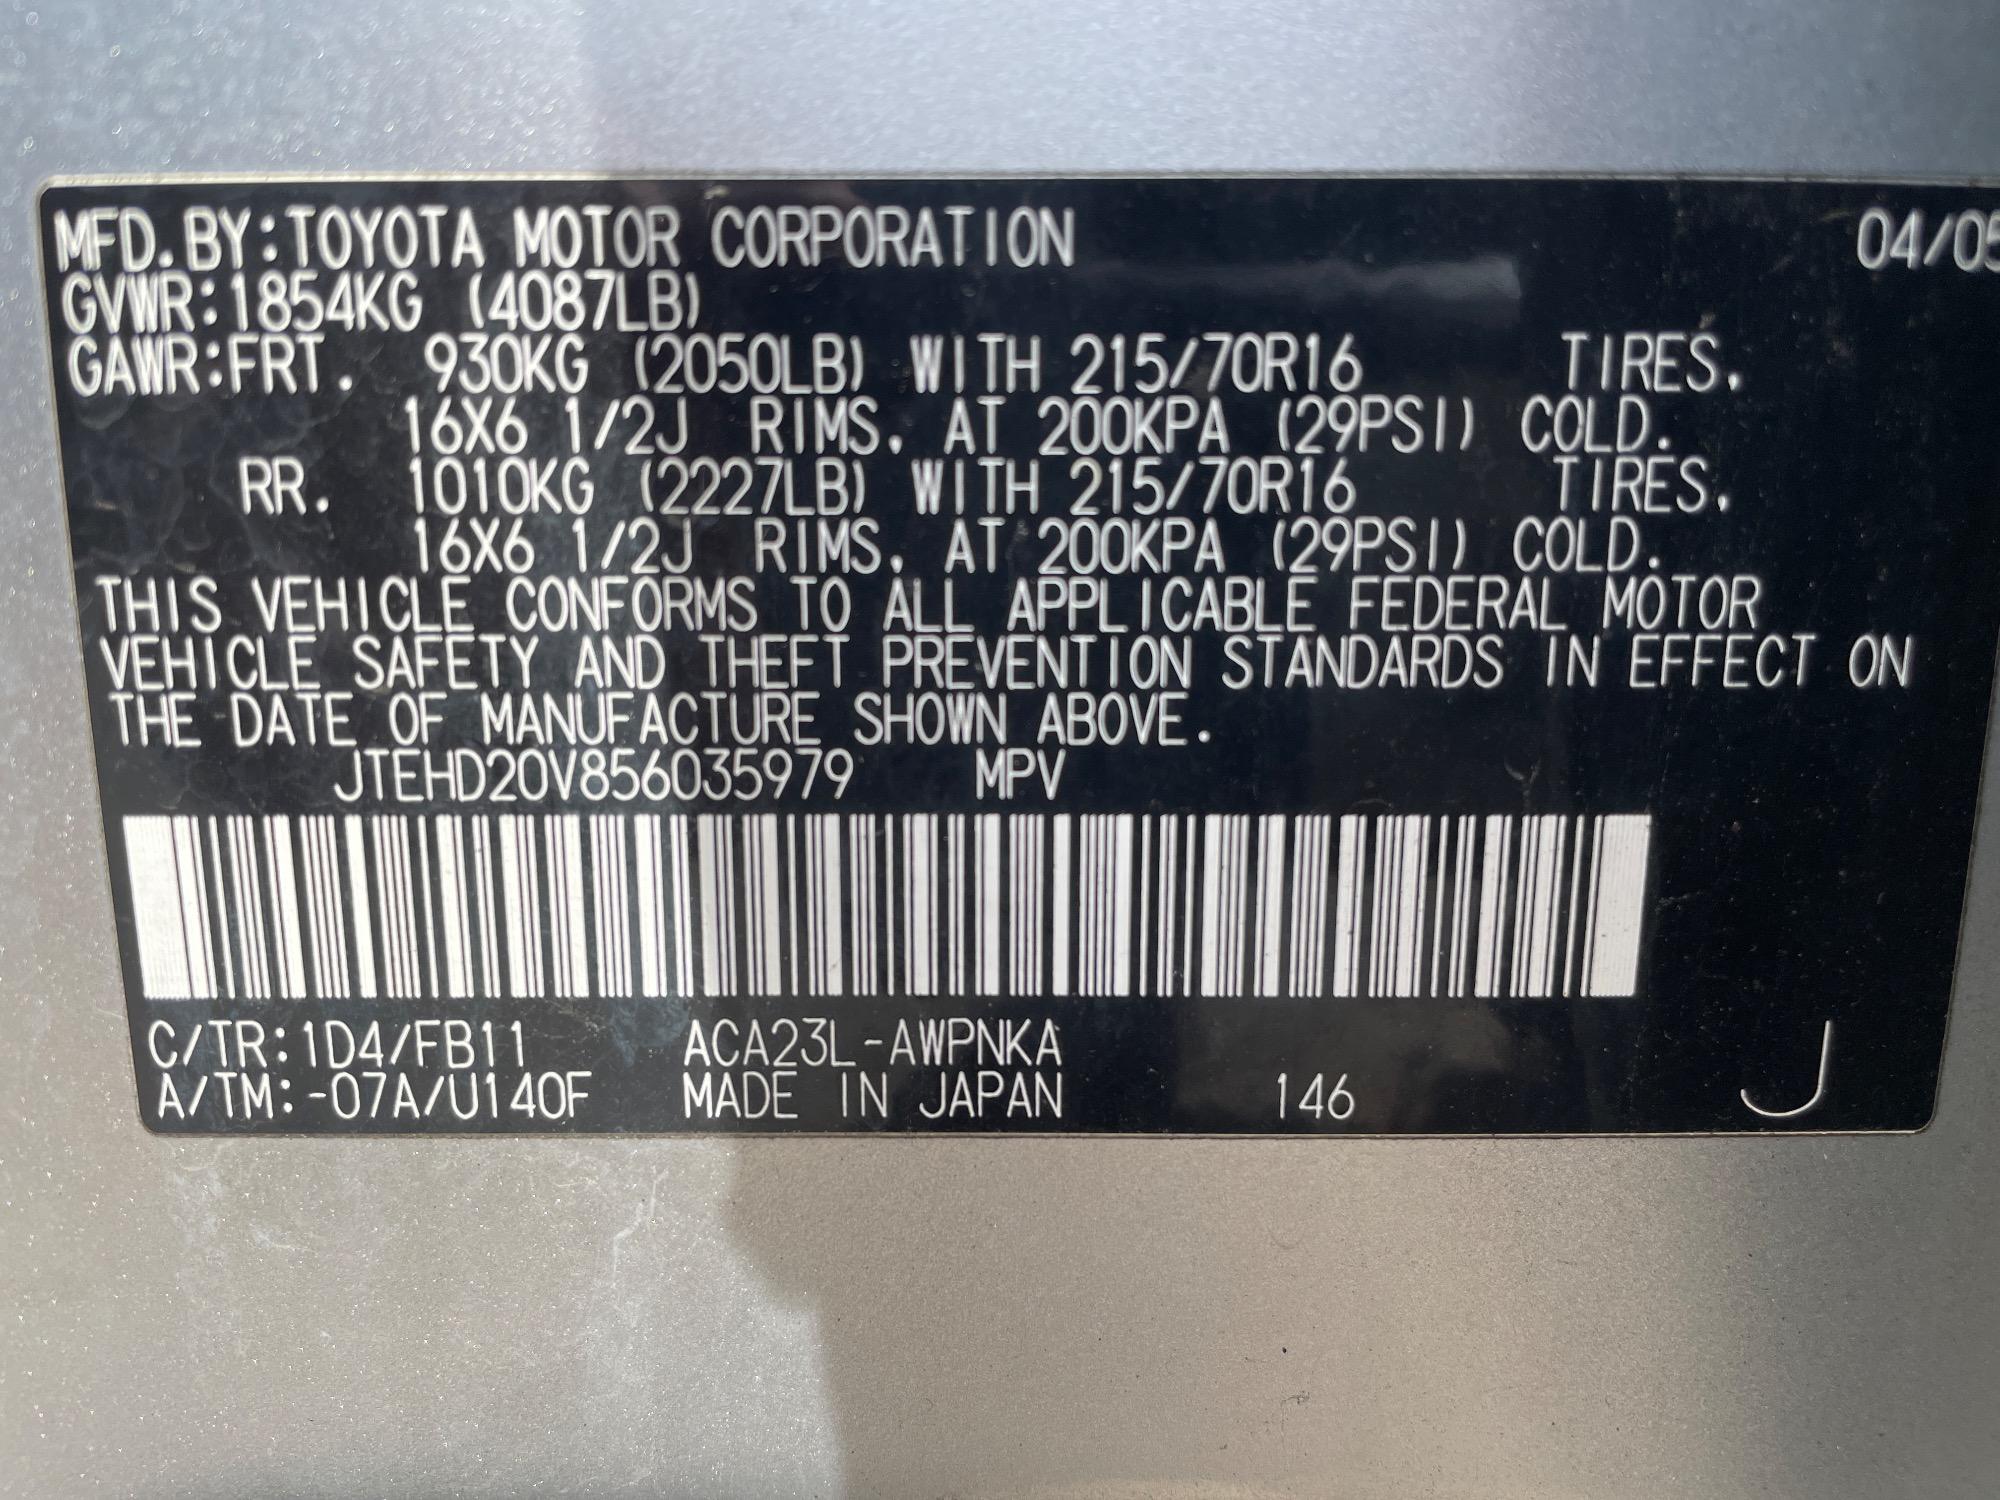 MFD.BY:TOYOTA MOTOR CORPORATION 04/05
GVWR:1854KG (4087LB)
GAWR:FRT. 930KG (2050LB) WITH 215/70R16 TIRES,
16X6 1/2J RIMS, AT 200KPA (29PSI) COLD.
RR. 1010KG (2227LB) WITH 215/70R16 TIRES,
16X6 1/2J RIMS, AT 200KPA (29PSI) COLD.
THIS VEHICLE CONFORMS TO ALL APPLICABLE FEDERAL MOTOR
VEHICLE SAFETY AND THEFT PREVENTION STANDARDS IN EFFECT ON
THE DATE OF MANUFACTURE SHOWN ABOVE.
JTEHD20V856035979 MPV
C/TR:1D4/FB11 ACA23L-AWPNKA
A/TM:-07A/U140F MADE IN JAPAN 146 J